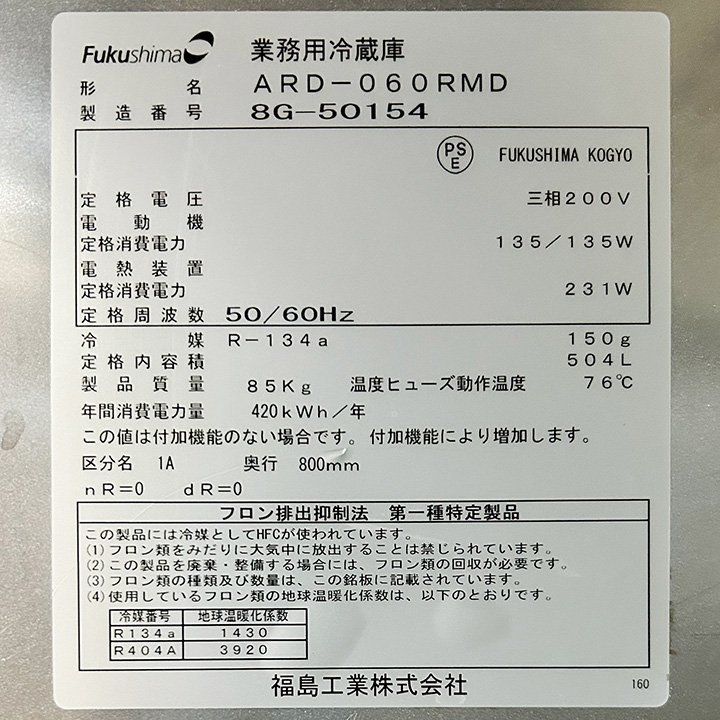 Fukushima 業務用冷蔵庫
形名 ARD-060RMD
製造番号 8G-50154
PS E FUKUSHIMA KOGYO
定格電圧 三相200V
電動機
定格消費電力 135/135W
電熱装置
定格消費電力 231W
定格周波数 50/60Hz
冷媒 R-134a 150g
定格内容積 504L
製品質量 85Kg 温度ヒューズ動作温度 76℃
年間消費電力量 420kWh/年
この値は付加機能のない場合です。付加機能により増加します。
区分名 1A 奥行 800mm
nR=0 dR=0
フロン排出抑制法 第一種特定製品
この製品には冷媒としてHFCが使われています。
(1)フロン類をみだりに大気中に放出することは禁じられています。
(2)この製品を廃棄・整備する場合には、フロン類の回収が必要です。
(3)フロン類の種類及び数量は、この銘板に記載されています。
(4)使用しているフロン類の地球温暖化係数は、以下のとおりです。
冷媒番号 地球温暖化係数
R134a 1430
R404A 3920
福島工業株式会社 160